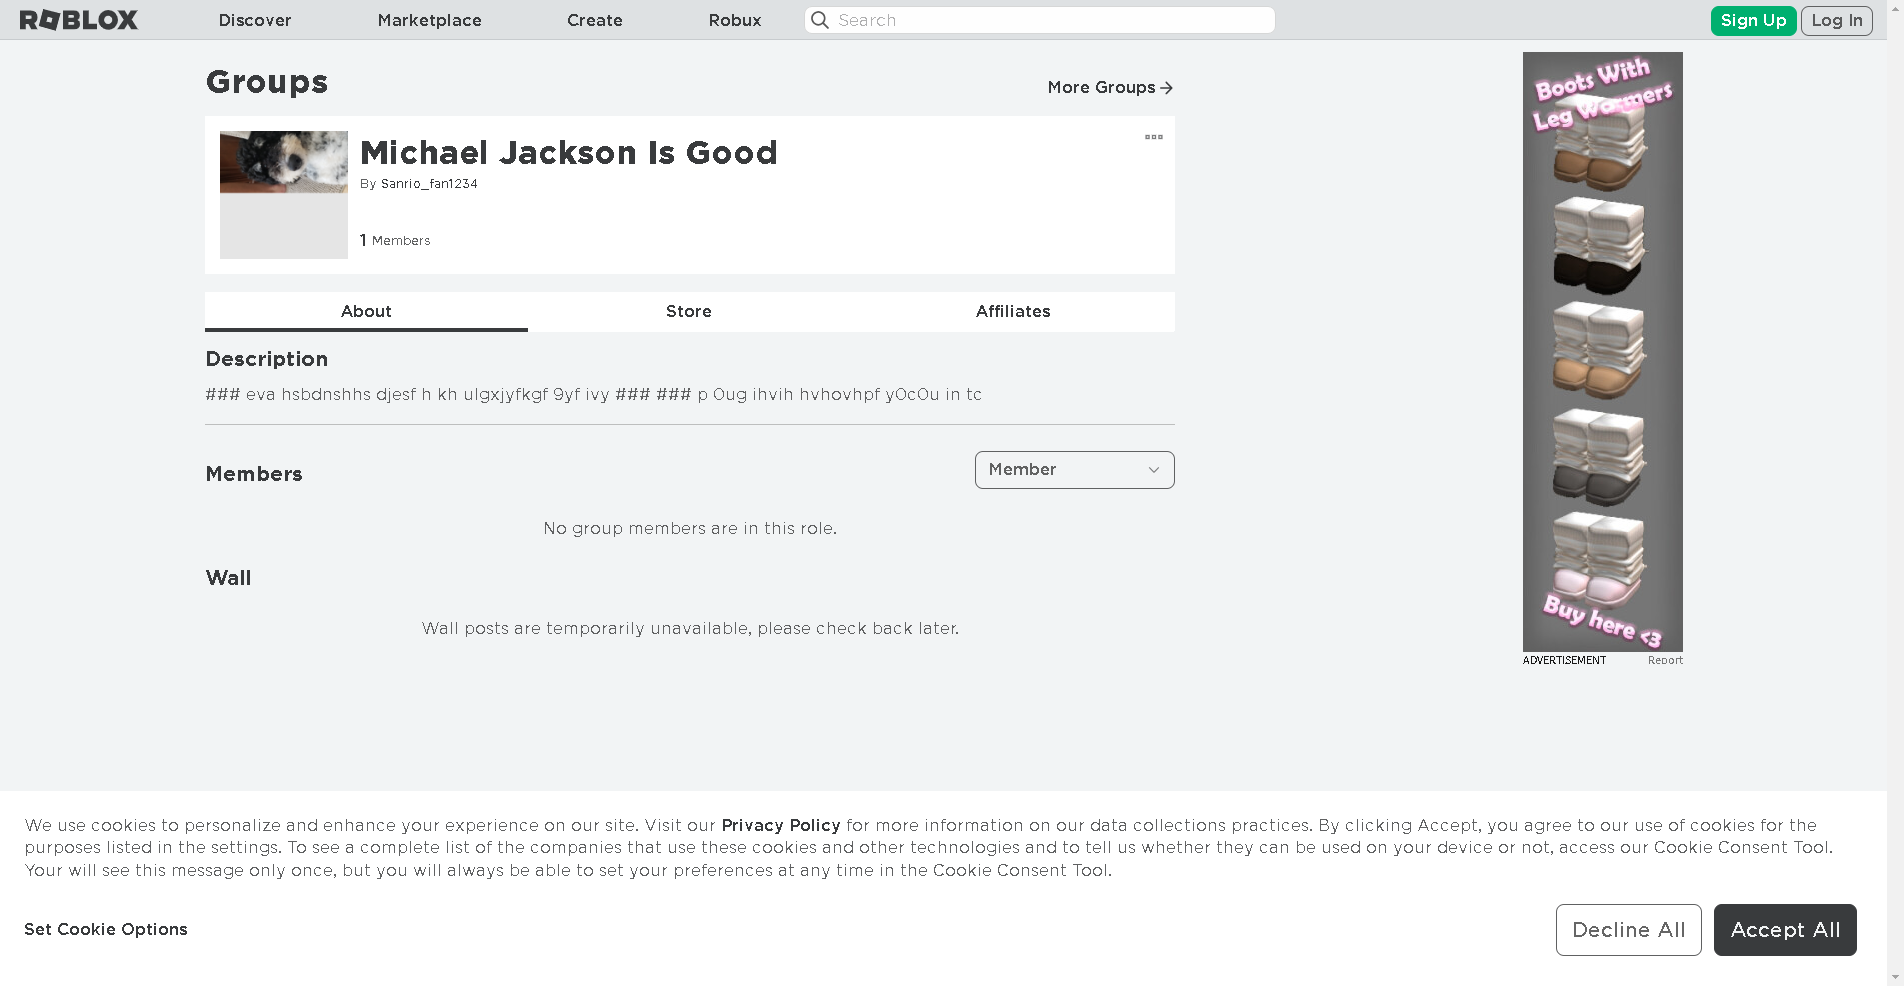 ROBLOX
Discover
Marketplace
Create
Robux
Search
Sign Up
Log In
Groups
More Groups
Michael Jackson Is Good
By Sanrio_fan1234
1 Members
About
Store
Affiliates
Description
### eva hsbdnshhs djesf h kh ulgxjyfkgf 9yf ivy ### ### p 0ug ihvih hvhovhpf y0c0u in tc
Members
Member
No group members are in this role.
Wall
Wall posts are temporarily unavailable, please check back later.
Boots With
Leg Warmers
Buy here <3
ADVERTISEMENT
Report
We use cookies to personalize and enhance your experience on our site. Visit our Privacy Policy for more information on our data collections practices. By clicking Accept, you agree to our use of cookies for the
purposes listed in the settings. To see a complete list of the companies that use these cookies and other technologies and to tell us whether they can be used on your device or not, access our Cookie Consent Tool.
Your will see this message only once, but you will always be able to set your preferences at any time in the Cookie Consent Tool.
Set Cookie Options
Decline All
Accept All